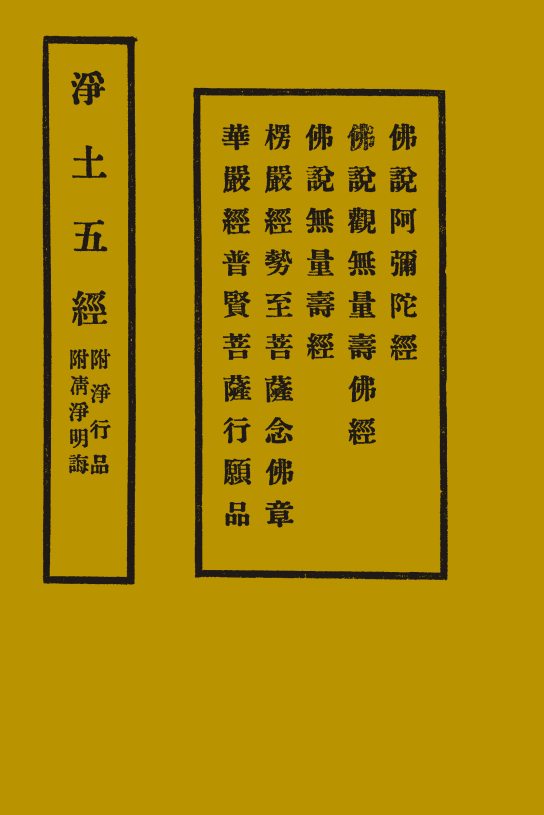 佛說阿彌陀經
佛說觀無量壽佛經
佛說無量壽經
楞嚴經勢至菩薩念佛章
華嚴經普賢菩薩行願品
淨土五經
附淨行品
附清淨明誨